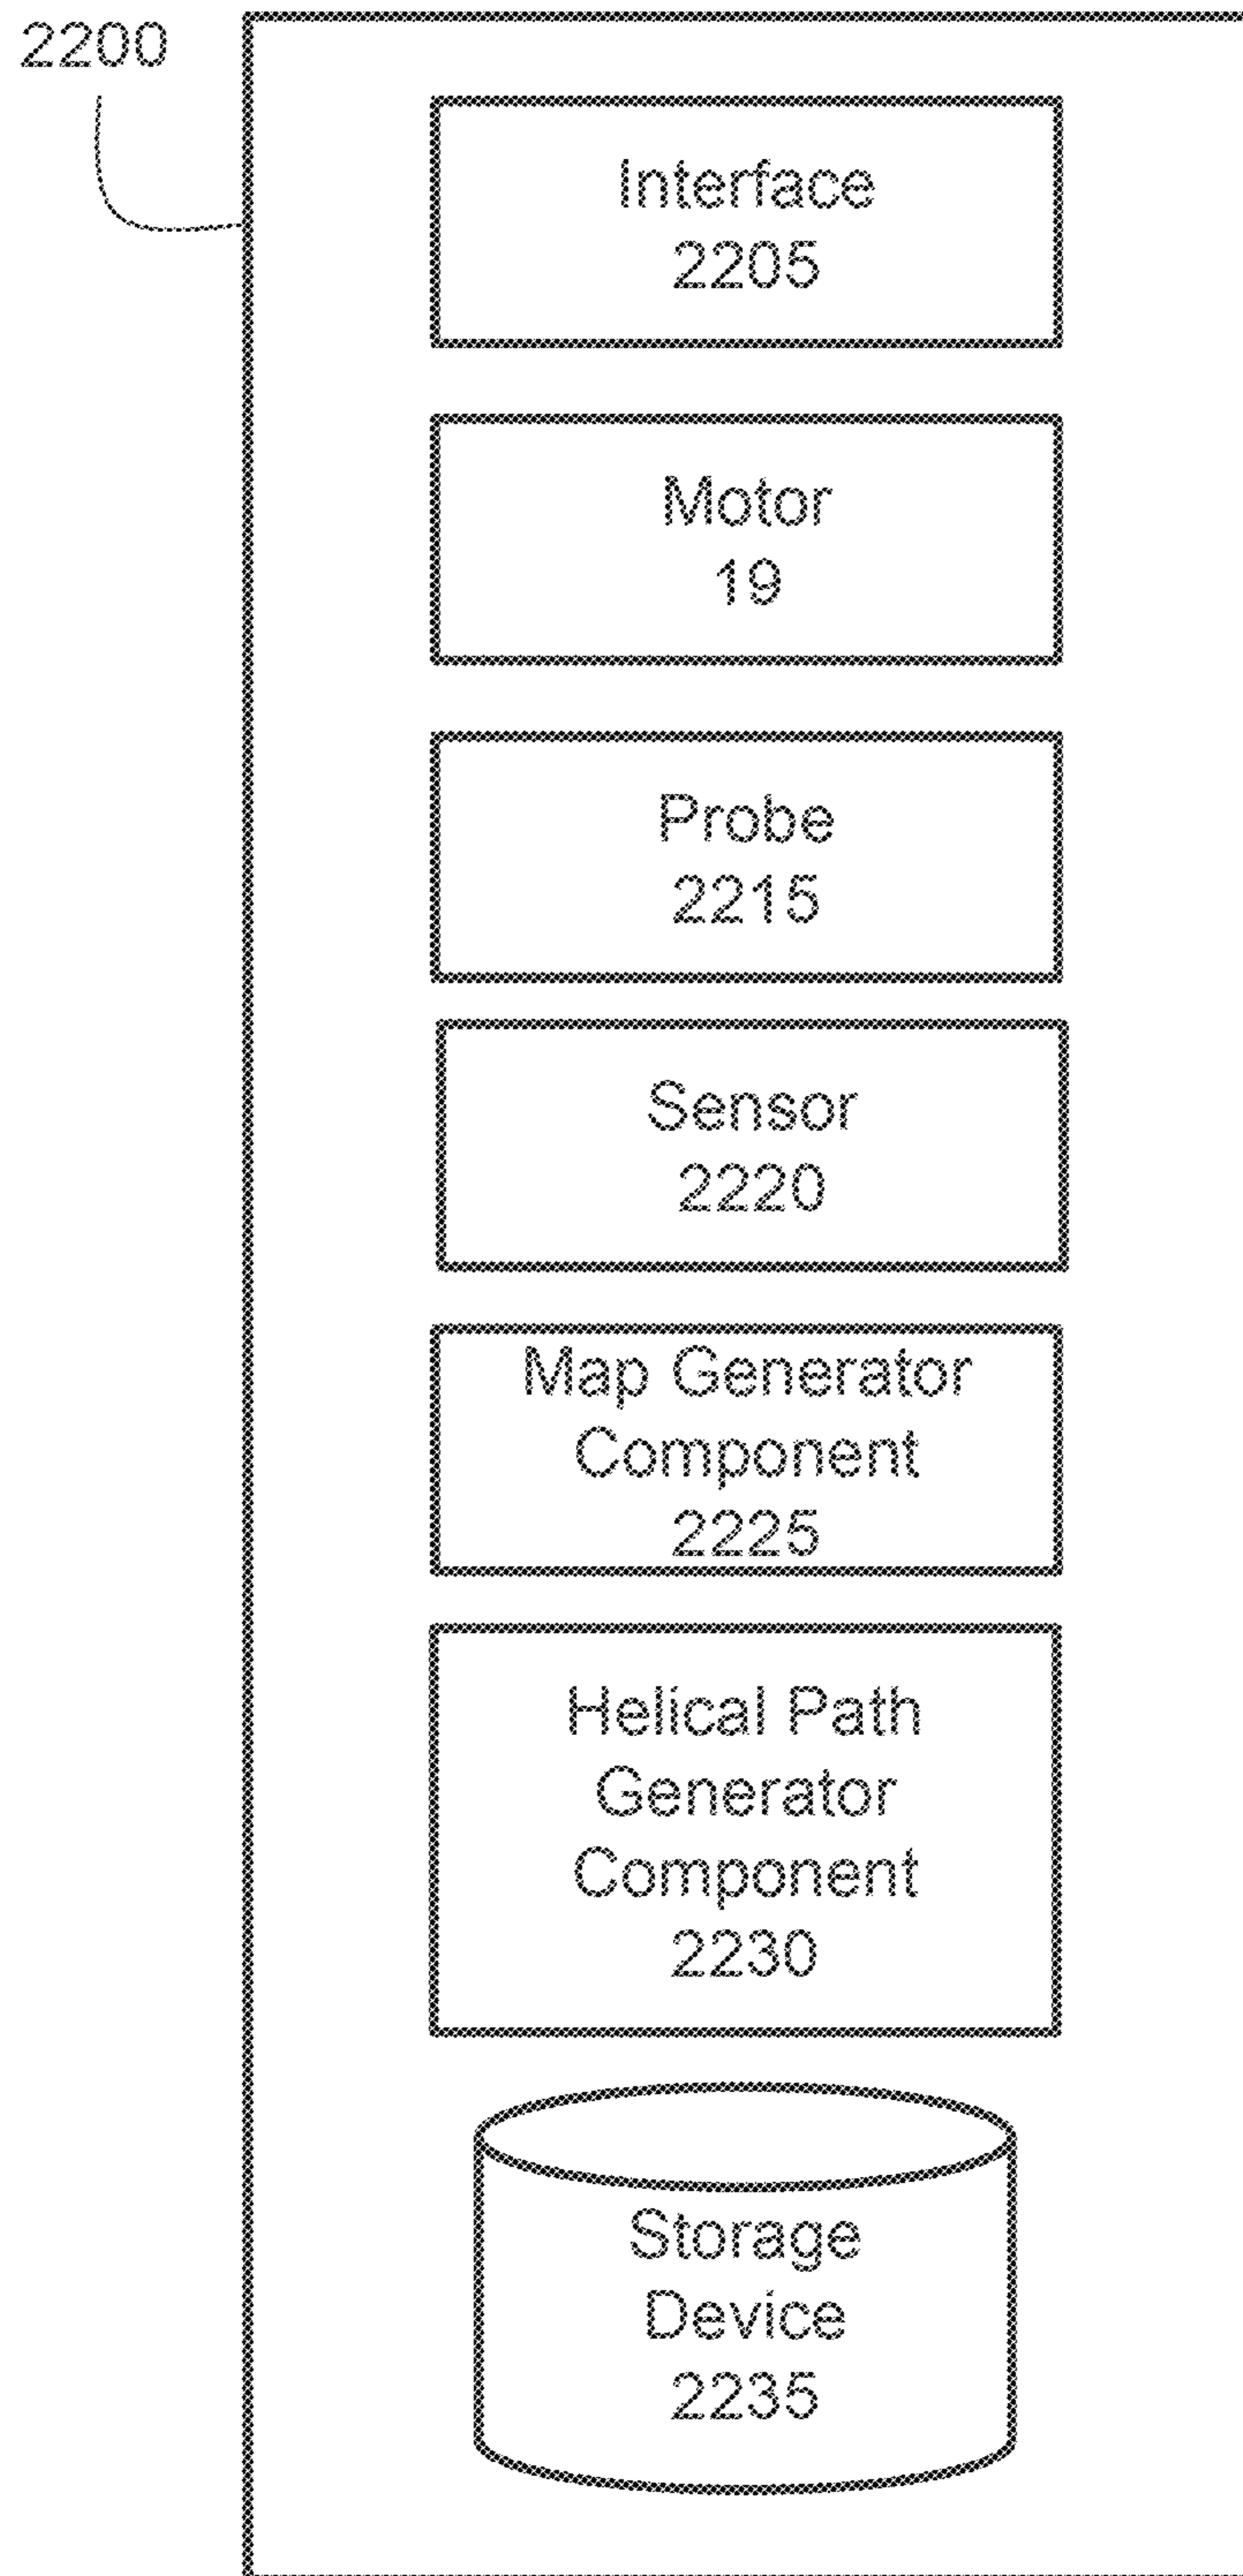 2200
Interface
2205
Motor
19
Probe
2215
Sensor
2220
Map Generator
Component
2225
Helical Path
Generator
Component
2230
Storage
Device
2235